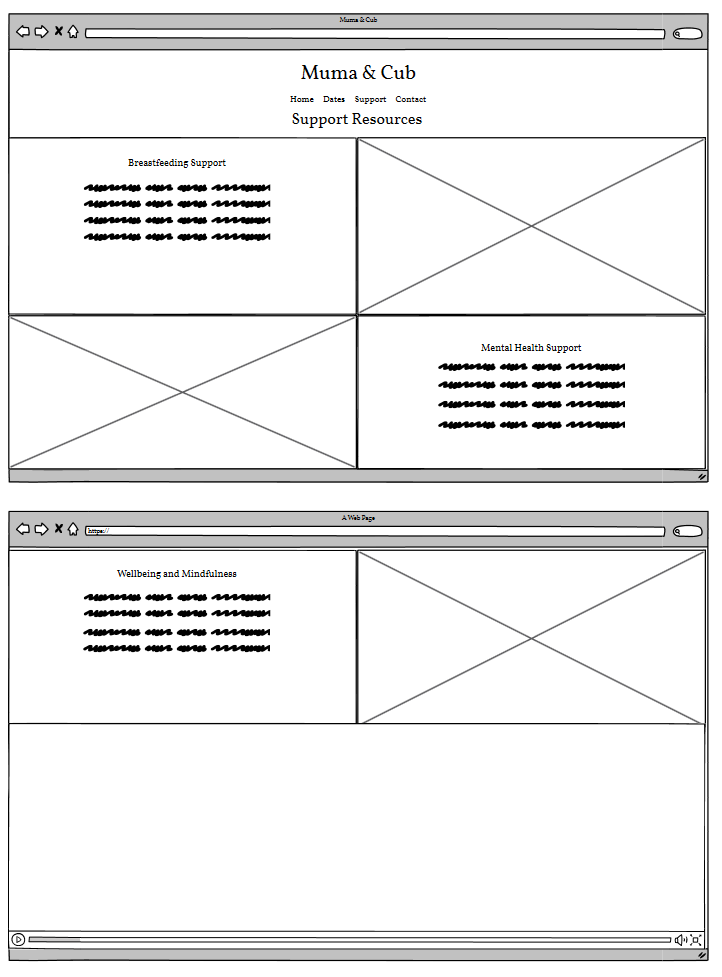 Muma & Cub
Muma & Cub
Home Dates Support Contact
Support Resources
Breastfeeding Support
Mental Health Support
A Web Page
https://
Wellbeing and Mindfulness